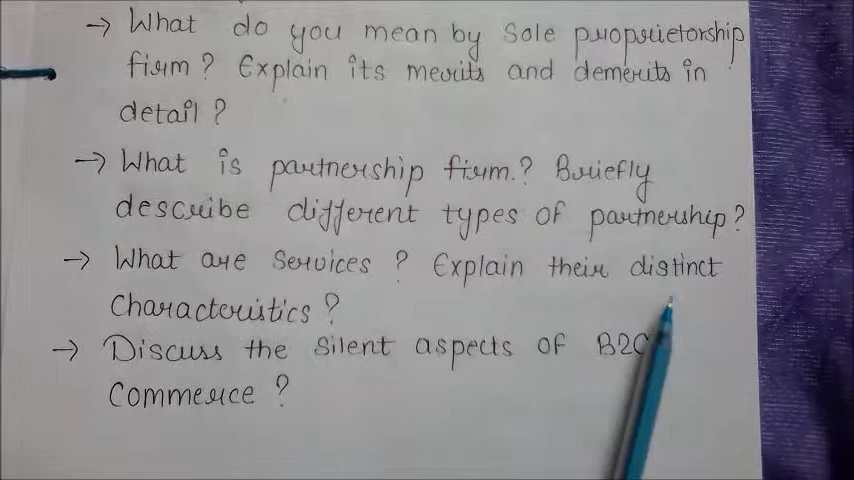 → What do you mean by Sole proprietorship
firm? Explain its merits and demerits in
detail?
→ What is partnership firm.? Briefly
describe different types of partnership?
→ What are Services? Explain their distinct
Characteristics?
→ Discuss the Silent aspects of B2C
Commerce?